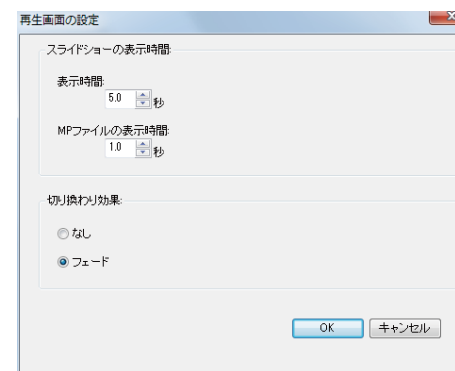 再生画面の設定
スライドショーの表示時間:
表示時間:
5.0 秒
MPファイルの表示時間:
1.0 秒
切り換わり効果:
なし
フェード
OK キャンセル